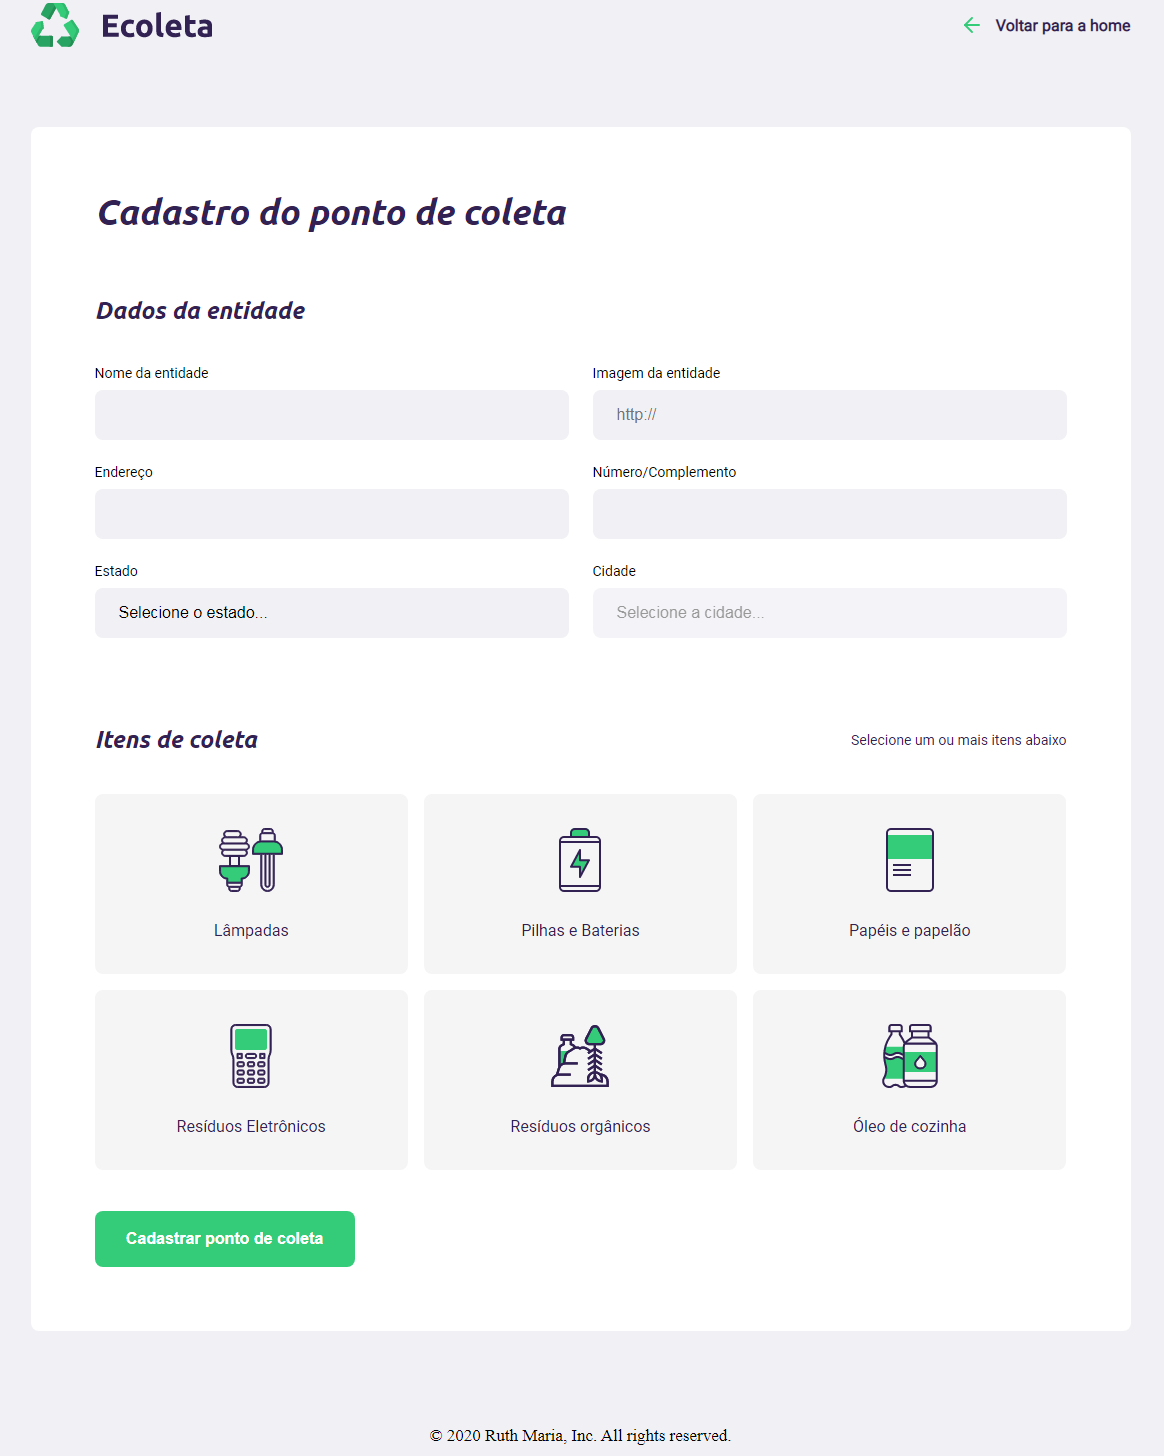 Ecoleta
Voltar para a home
Cadastro do ponto de coleta
Dados da entidade
Nome da entidade
Imagem da entidade
http://
Endereço
Número/Complemento
Estado
Cidade
Selecione o estado...
Selecione a cidade...
Itens de coleta
Selecione um ou mais itens abaixo
Lâmpadas
Pilhas e Baterias
Papéis e papelão
Resíduos Eletrônicos
Resíduos orgânicos
Óleo de cozinha
Cadastrar ponto de coleta
© 2020 Ruth Maria, Inc. All rights reserved.